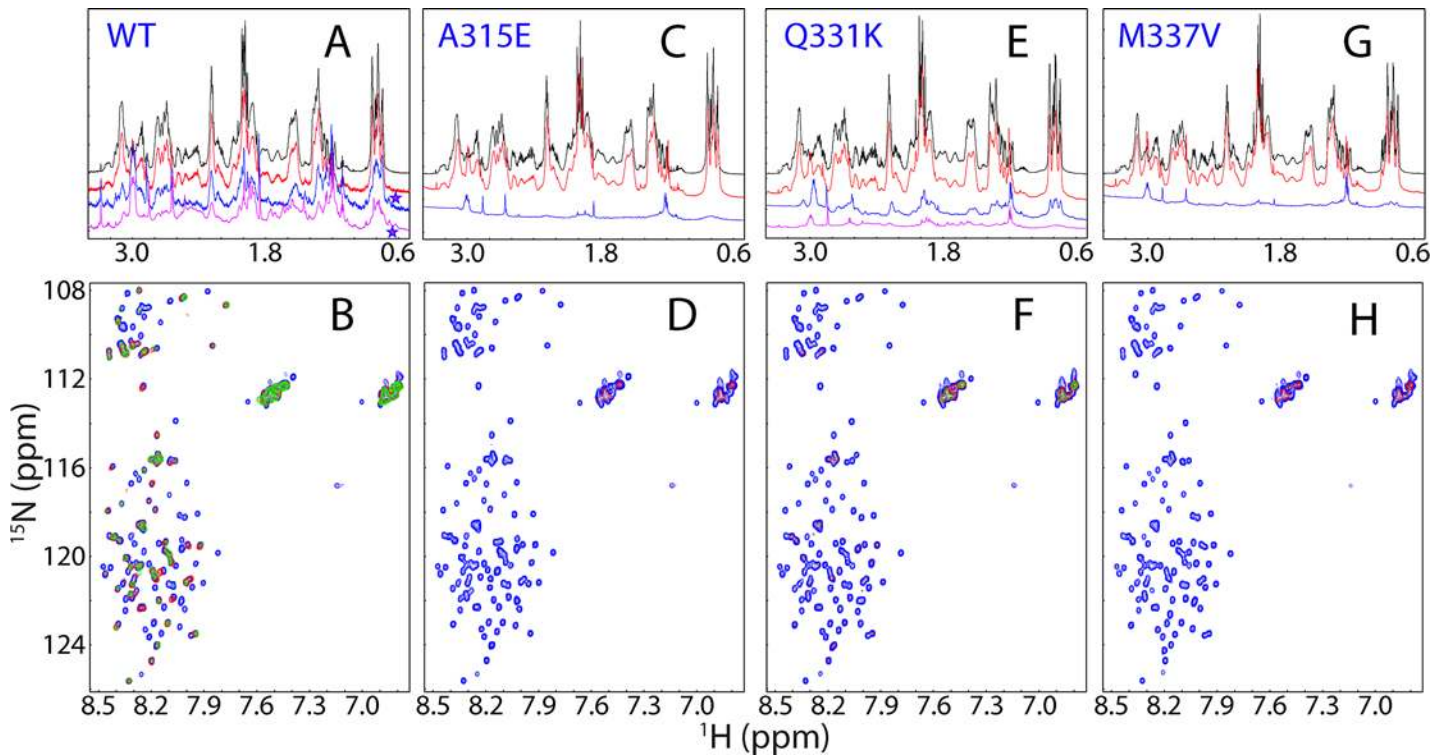 WT A A315E C Q331K E M337V G
3.0 1.8 0.6 3.0 1.8 0.6 3.0 1.8 0.6 3.0 1.8 0.6
108 B D F H
112
116
120
124
¹⁵N (ppm)
8.5 8.2 7.9 7.6 7.3 7.0 8.5 8.2 7.9 7.6 7.3 7.0 8.5 8.2 7.9 7.6 7.3 7.0 8.5 8.2 7.9 7.6 7.3 7.0
¹H (ppm)